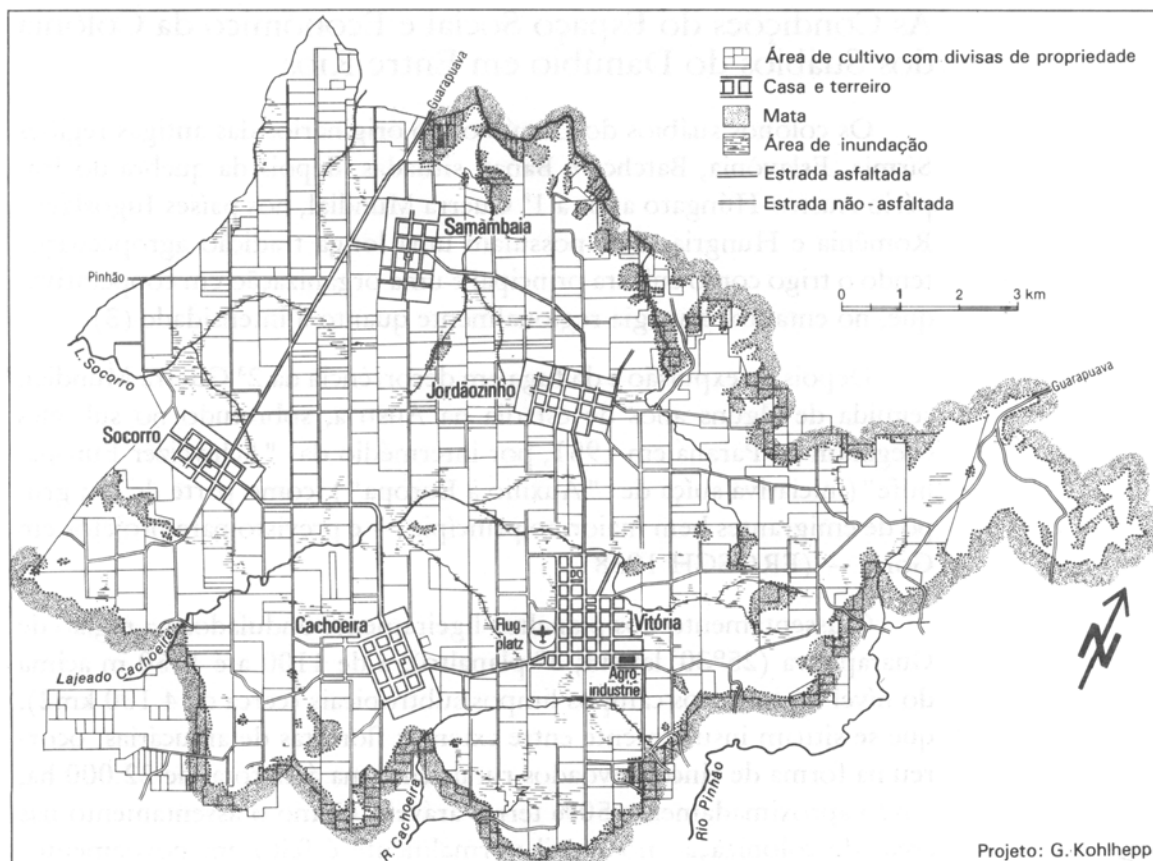 Área de cultivo com divisas de propriedade
Casa e terreiro
Mata
Área de inundação
Estrada asfaltada
Estrada não-asfaltada
0 1 2 3 km
Guarapuava
Samambaia
Pinhão
L. Socorro
Jordãozinho
Guarapuava
Socorro
Cachoeira
Flug-
platz
Vitória
Lajeado Cachoeira
Agro-
industrie
N
R. Cachoeira
Rio Pinhão
Projeto: G. Kohlhepp